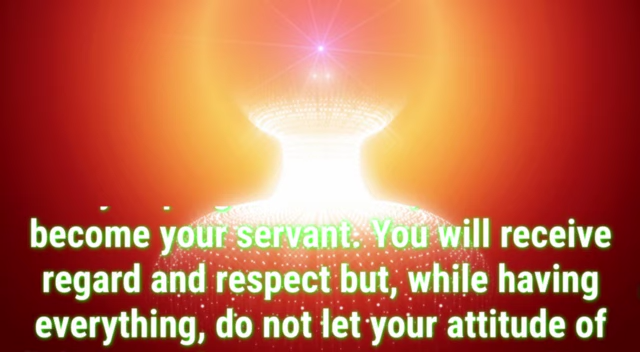 become your servant. You will receive
regard and respect but, while having
everything, do not let your attitude of